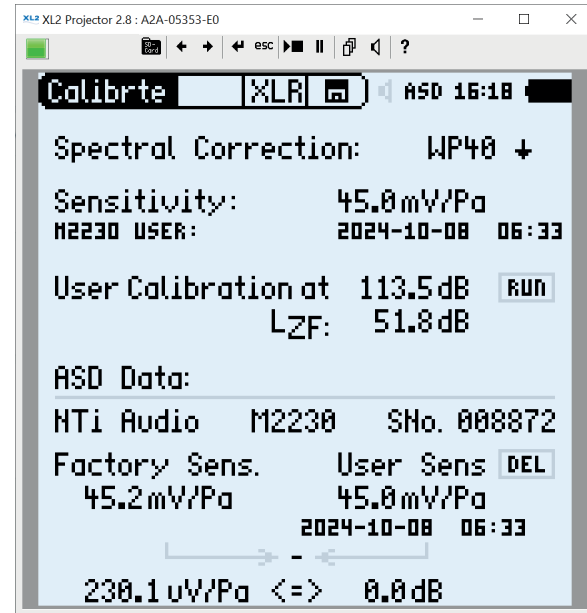 XL2 XL2 Projector 2.8 : A2A-05353-E0
SD-Card esc ?
Calibrte XLR ASD 16:18
Spectral Correction: WP40
Sensitivity: 45.0mV/Pa
M2230 USER: 2024-10-08 06:33
User Calibration at 113.5dB RUN
LZF: 51.8dB
ASD Data:
NTi Audio M2230 SNo. 008872
Factory Sens. User Sens DEL
45.2mV/Pa 45.0mV/Pa
2024-10-08 06:33
-
230.1uV/Pa <=> 0.0dB